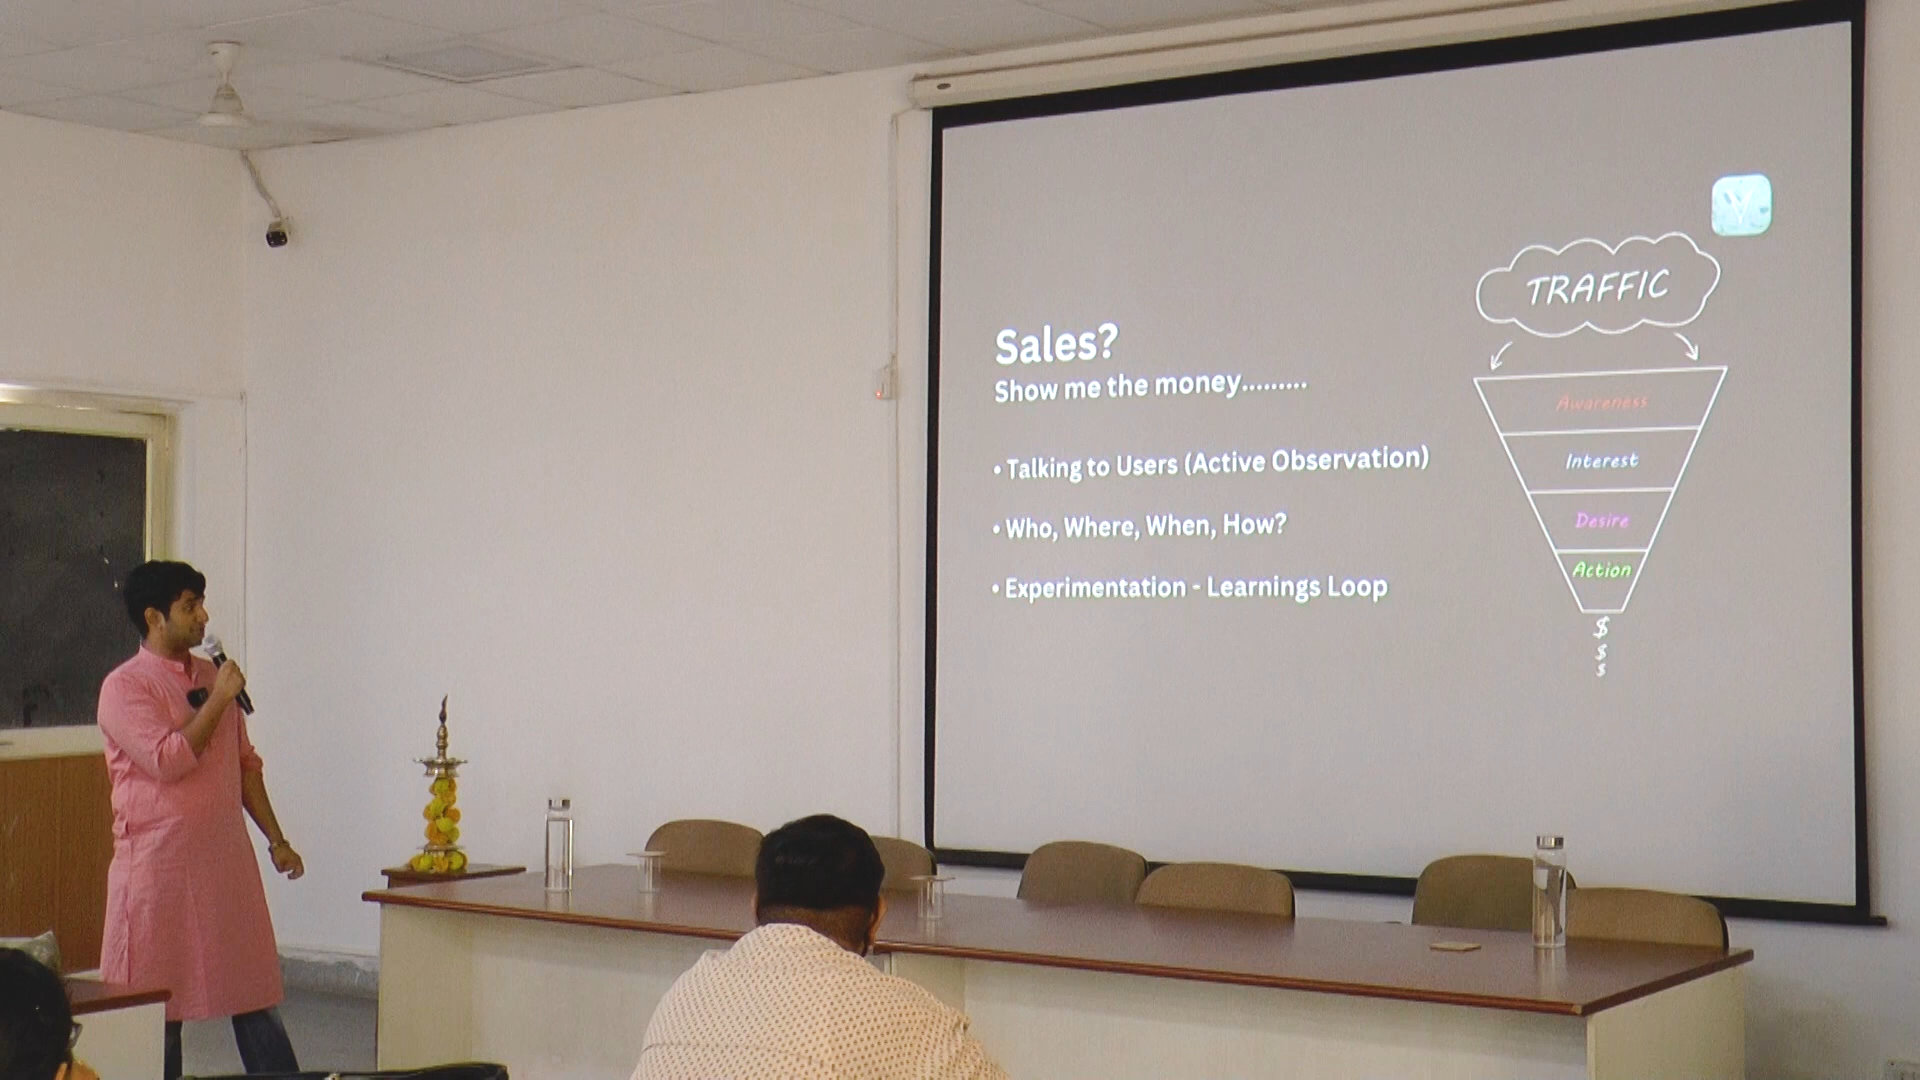 Sales?
Show me the money.........
• Talking to Users (Active Observation)
• Who, Where, When, How?
• Experimentation - Learnings Loop
TRAFFIC
Awareness
Interest
Desire
Action
$
$
$